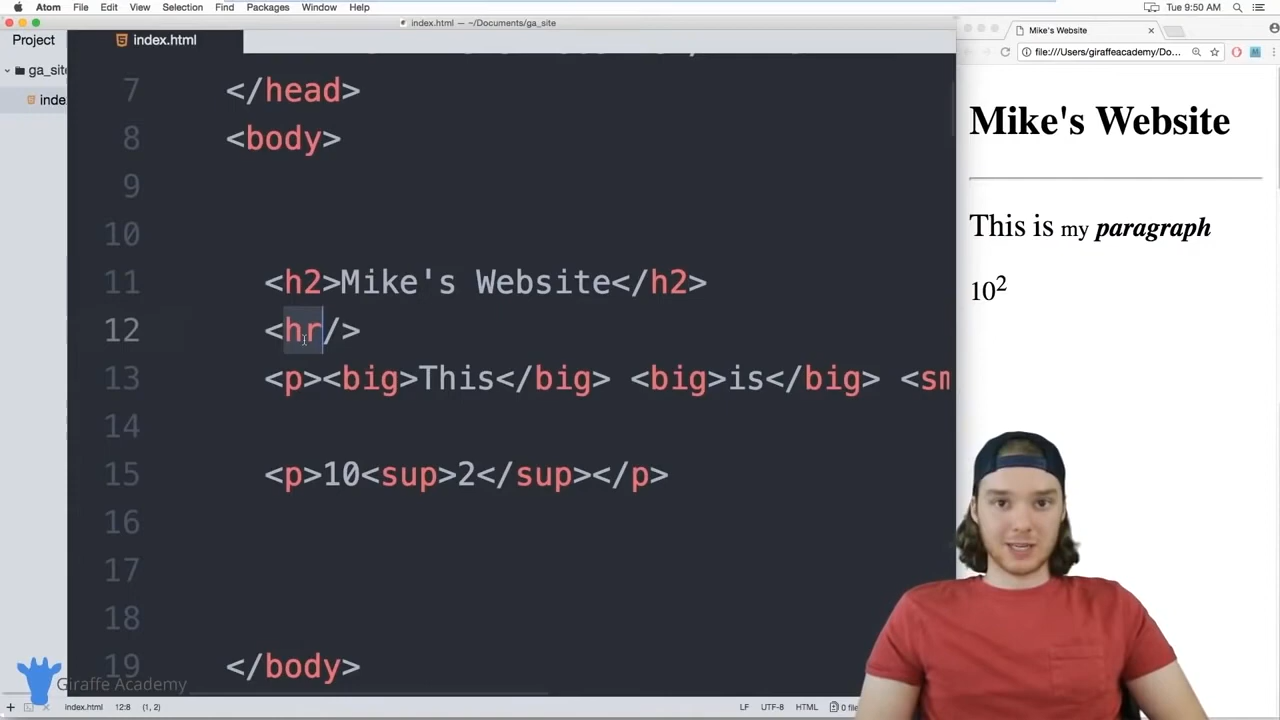 Atom File Edit View Selection Find Packages Window Help Tue 9:50 AM
index.html — ~/Documents/ga_site
Project
index.html
ga_site
inde
7 </head>
8 <body>
9
10
11 <h2>Mike's Website</h2>
12 <hr/>
13 <p><big>This</big> <big>is</big> <sm
14
15 <p>10<sup>2</sup></p>
16
17
18
19 </body>
Giraffe Academy
index.html 12:8 (1, 2) LF UTF-8 HTML 0 file
Mike's Website
file:///Users/giraffeacademy/Do...
Mike's Website
This is my paragraph
10²